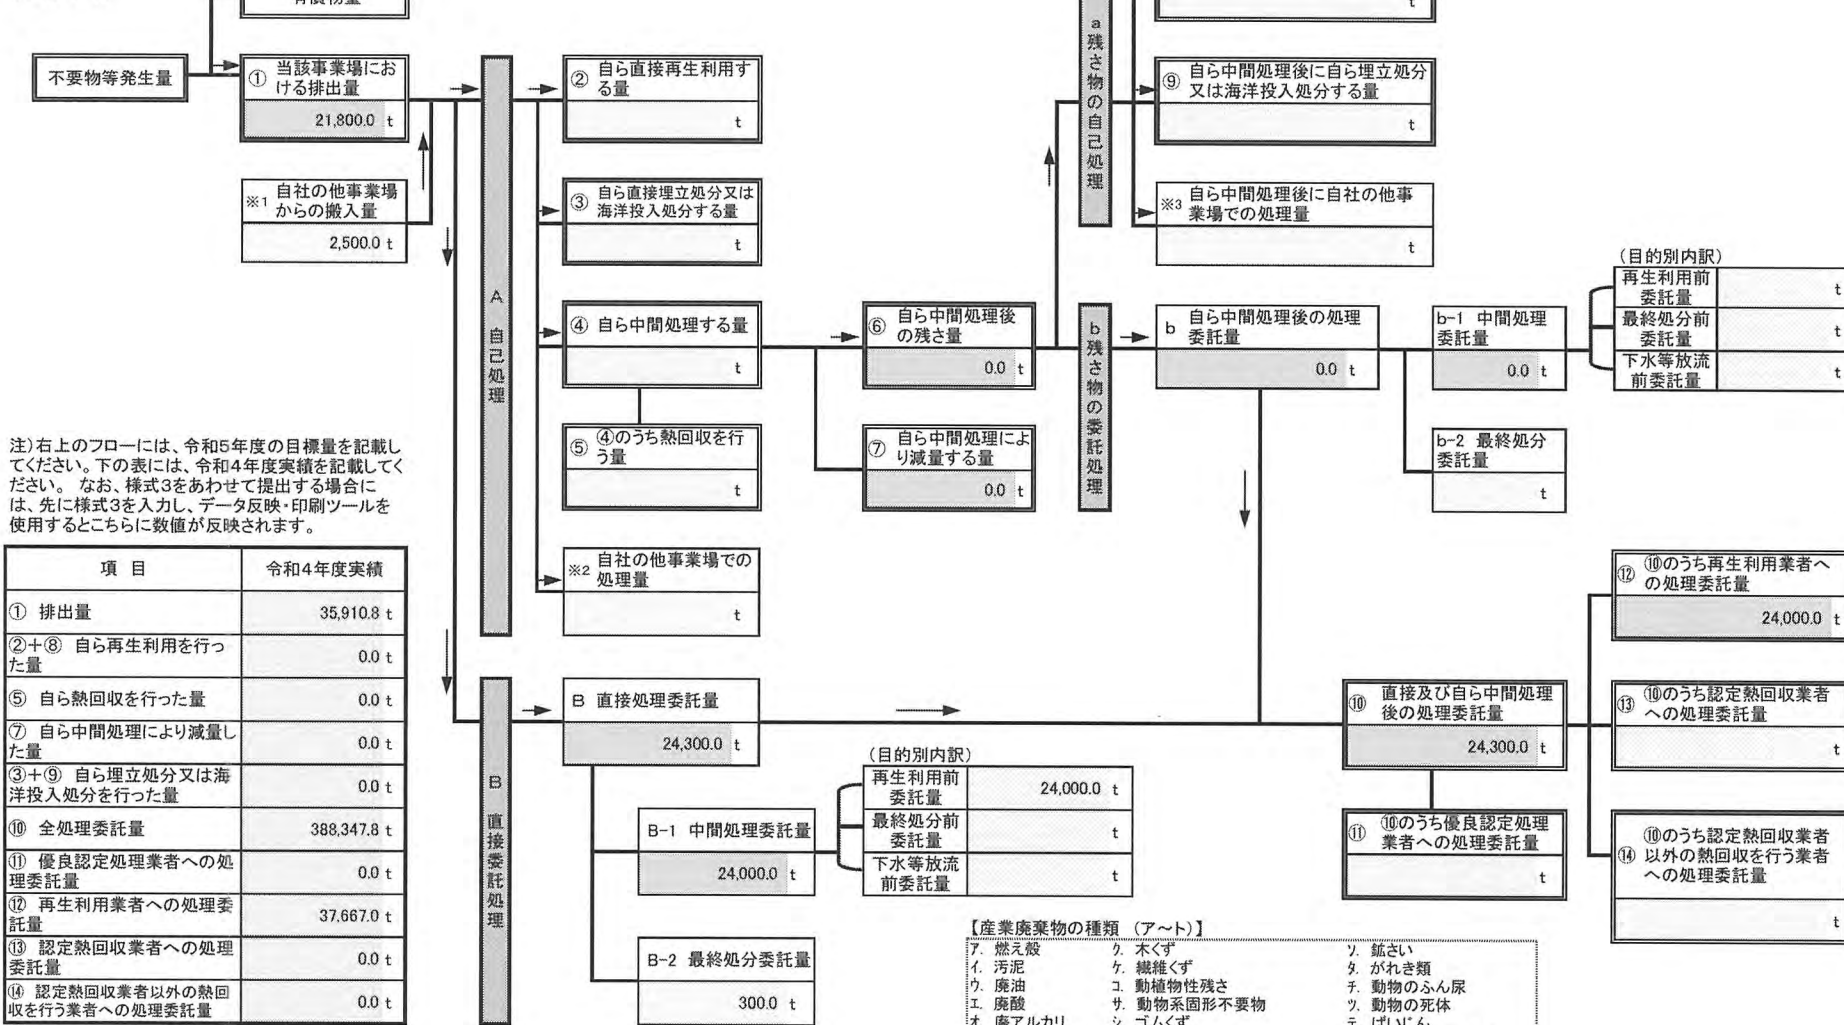 有償物量
t
不要物等発生量
① 当該事業場にお
ける排出量
21,800.0 t
※1 自社の他事業場
からの搬入量
2,500.0 t
A 自己処理
② 自ら直接再生利用す
る量
t
③ 自ら直接埋立処分又は
海洋投入処分する量
t
④ 自ら中間処理する量
t
⑤ ④のうち熱回収を行
う量
t
※2 自社の他事業場での
処理量
t
⑥ 自ら中間処理後
の残さ量
0.0 t
⑦ 自ら中間処理によ
り減量する量
0.0 t
a 残さ物の自己処理
⑨ 自ら中間処理後に自ら埋立処分
又は海洋投入処分する量
t
※3 自ら中間処理後に自社の他事
業場での処理量
t
b 残さ物の委託処理
b 自ら中間処理後の処理
委託量
0.0 t
b-1 中間処理
委託量
0.0 t
b-2 最終処分
委託量
t
(目的別内訳)
再生利用前
委託量
t
最終処分前
委託量
t
下水等放流
前委託量
t
注)右上のフローには、令和5年度の目標量を記載し
てください。下の表には、令和4年度実績を記載してく
ださい。 なお、様式3をあわせて提出する場合に
は、先に様式3を入力し、データ反映・印刷ツールを
使用するとこちらに数値が反映されます。
項 目 令和4年度実績
① 排出量 35,910.8 t
②+⑧ 自ら再生利用を行っ
た量 0.0 t
⑤ 自ら熱回収を行った量 0.0 t
⑦ 自ら中間処理により減量し
た量 0.0 t
③+⑨ 自ら埋立処分又は海
洋投入処分を行った量 0.0 t
⑩ 全処理委託量 388,347.8 t
⑪ 優良認定処理業者への処
理委託量 0.0 t
⑫ 再生利用業者への処理委
託量 37,667.0 t
⑬ 認定熱回収業者への処理
委託量 0.0 t
⑭ 認定熱回収業者以外の熱回
収を行う業者への処理委託量 0.0 t
B 直接委託処理
B 直接処理委託量
24,300.0 t
B-1 中間処理委託量
24,000.0 t
B-2 最終処分委託量
300.0 t
(目的別内訳)
再生利用前
委託量
24,000.0 t
最終処分前
委託量
t
下水等放流
前委託量
t
⑩ 直接及び自ら中間処理
後の処理委託量
24,300.0 t
⑪ ⑩のうち優良認定処理
業者への処理委託量
t
⑫ ⑩のうち再生利用業者へ
の処理委託量
24,000.0 t
⑬ ⑩のうち認定熱回収業者
への処理委託量
t
⑭ ⑩のうち認定熱回収業者
以外の熱回収を行う業者
への処理委託量
t
【産業廃棄物の種類 (ア~ト)】
ア. 燃え殻 ク. 木くず ソ. 鉱さい
イ. 汚泥 ケ. 繊維くず タ. がれき類
ウ. 廃油 コ. 動植物性残さ チ. 動物のふん尿
エ. 廃酸 サ. 動物系固形不要物 ツ. 動物の死体
オ. 廃アルカリ シ. ゴムくず テ. ばいじん